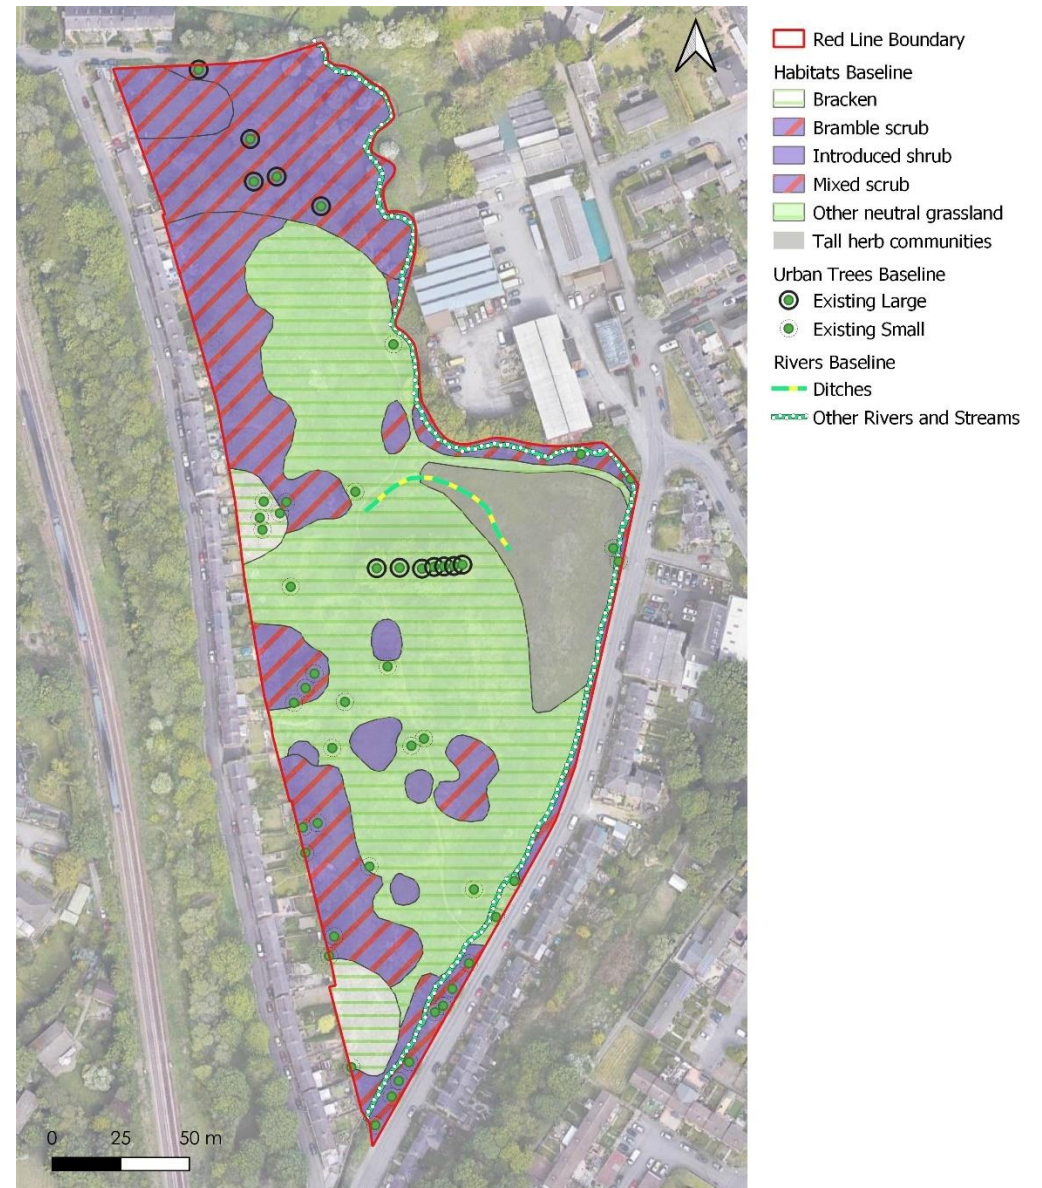 Red Line Boundary
Habitats Baseline
Bracken
Bramble scrub
Introduced shrub
Mixed scrub
Other neutral grassland
Tall herb communities
Urban Trees Baseline
Existing Large
Existing Small
Rivers Baseline
Ditches
Other Rivers and Streams
0 25 50 m